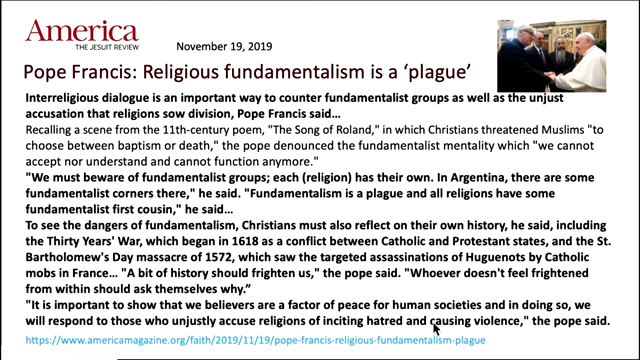 America
THE JESUIT REVIEW
November 19, 2019
Pope Francis: Religious fundamentalism is a ‘plague’
Interreligious dialogue is an important way to counter fundamentalist groups as well as the unjust
accusation that religions sow division, Pope Francis said…
Recalling a scene from the 11th-century poem, "The Song of Roland," in which Christians threatened Muslims "to
choose between baptism or death," the pope denounced the fundamentalist mentality which "we cannot
accept nor understand and cannot function anymore."
"We must beware of fundamentalist groups; each (religion) has their own. In Argentina, there are some
fundamentalist corners there," he said. "Fundamentalism is a plague and all religions have some
fundamentalist first cousin," he said…
To see the dangers of fundamentalism, Christians must also reflect on their own history, he said, including
the Thirty Years' War, which began in 1618 as a conflict between Catholic and Protestant states, and the St.
Bartholomew's Day massacre of 1572, which saw the targeted assassinations of Huguenots by Catholic
mobs in France… "A bit of history should frighten us," the pope said. "Whoever doesn't feel frightened
from within should ask themselves why.”
"It is important to show that we believers are a factor of peace for human societies and in doing so, we
will respond to those who unjustly accuse religions of inciting hatred and causing violence," the pope said.
https://www.americamagazine.org/faith/2019/11/19/pope-francis-religious-fundamentalism-plague